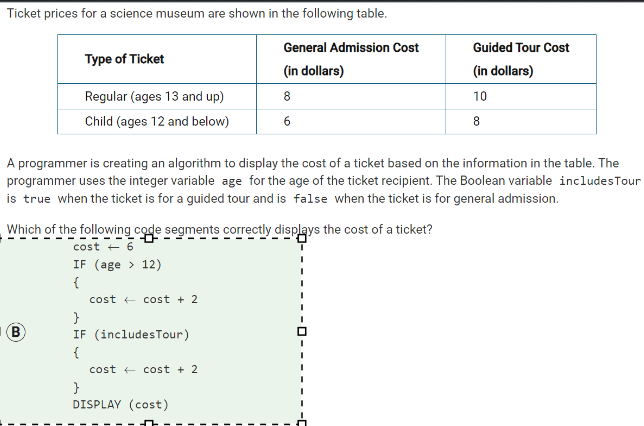 Ticket prices for a science museum are shown in the following table.
Type of Ticket General Admission Cost (in dollars) Guided Tour Cost (in dollars)
Regular (ages 13 and up) 8 10
Child (ages 12 and below) 6 8
A programmer is creating an algorithm to display the cost of a ticket based on the information in the table. The
programmer uses the integer variable age for the age of the ticket recipient. The Boolean variable includesTour
is true when the ticket is for a guided tour and is false when the ticket is for general admission.
Which of the following code segments correctly displays the cost of a ticket?
cost ← 6
IF (age > 12)
{
cost ← cost + 2
}
B IF (includesTour)
{
cost ← cost + 2
}
DISPLAY (cost)